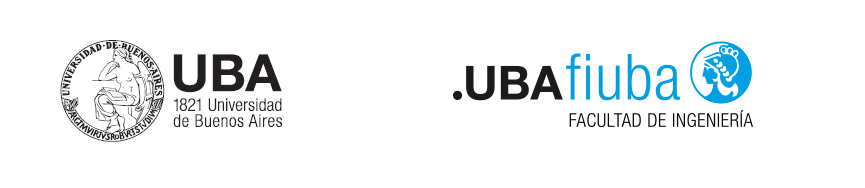 UNIVERSIDAD·DE·BUENOS·AIRES
UBA
1821 Universidad
de Buenos Aires
.UBAfiuba
FACULTAD DE INGENIERÍA